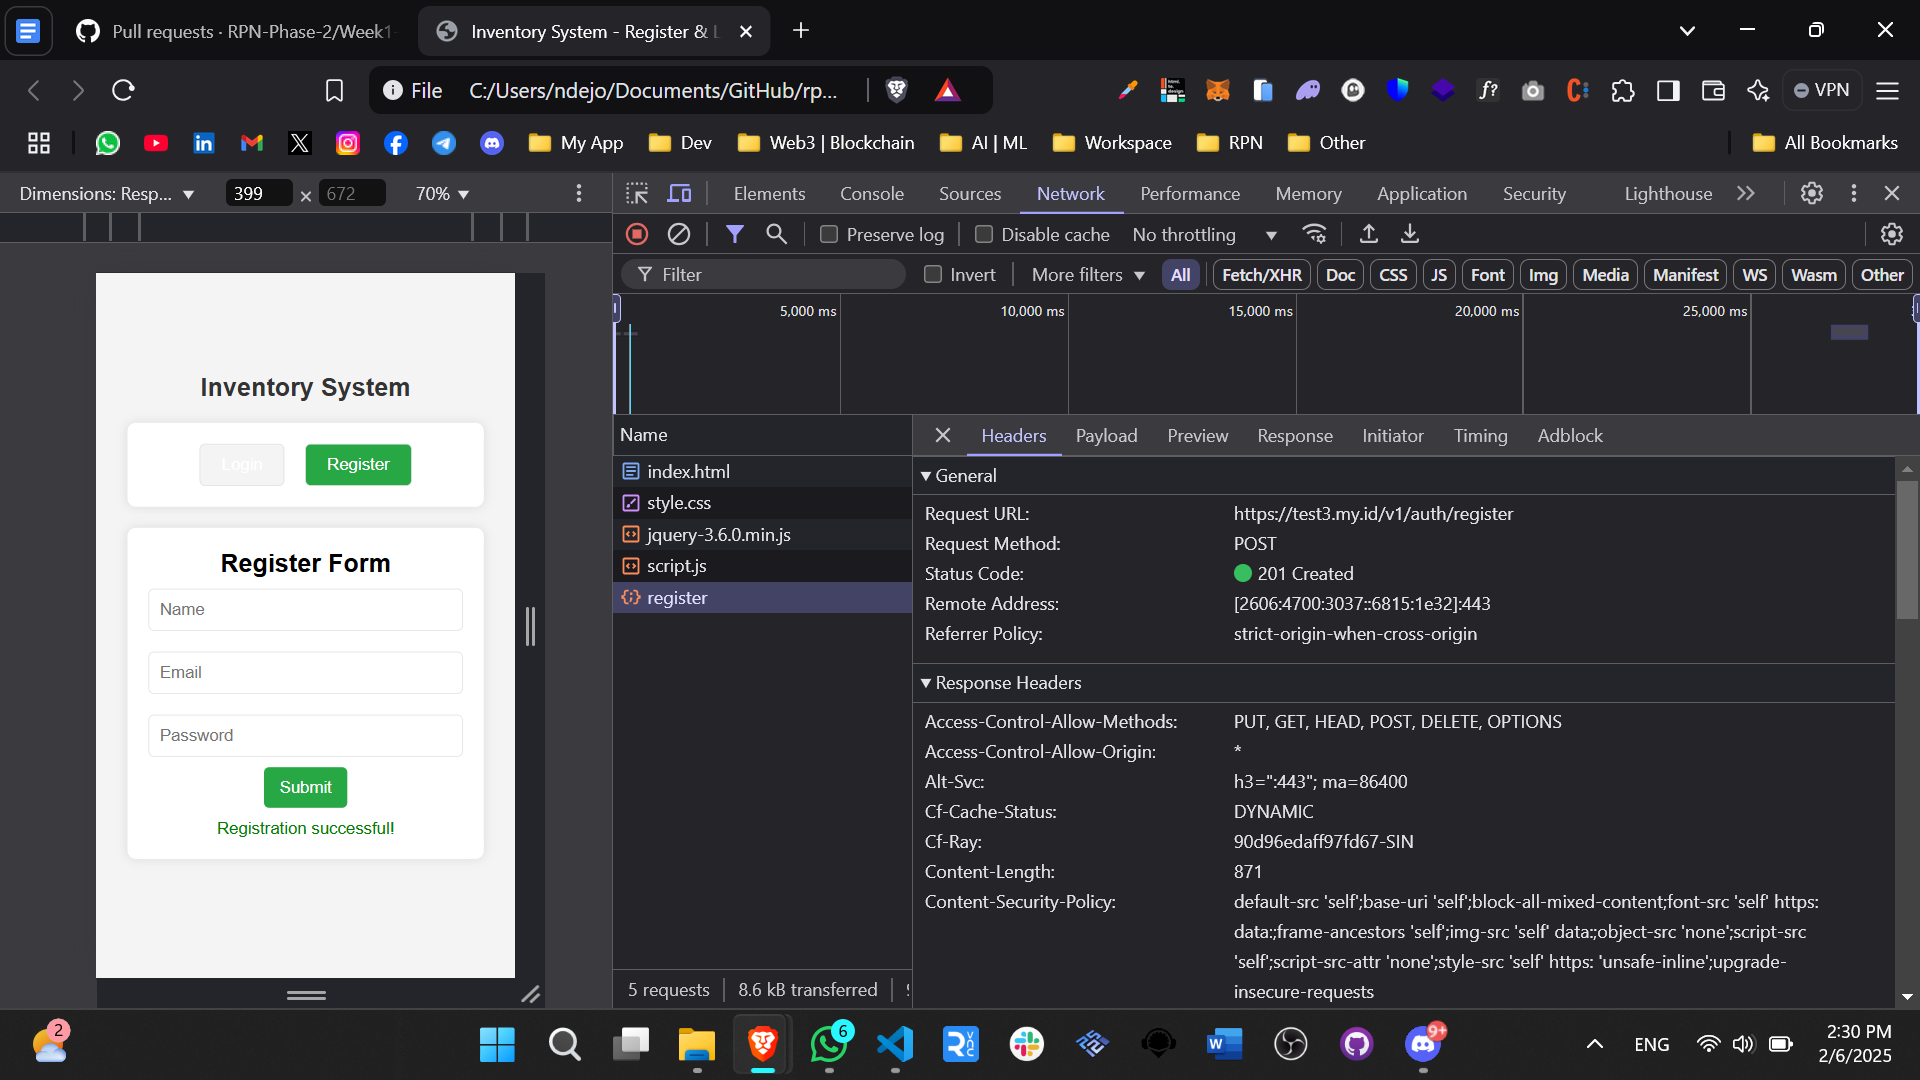 Pull requests · RPN-Phase-2/Week1-
Inventory System - Register & L
File C:/Users/ndejo/Documents/GitHub/rp...
VPN
My App
Dev
Web3 | Blockchain
AI | ML
Workspace
RPN
Other
All Bookmarks
Dimensions: Resp... 399 × 672 70%
Elements Console Sources Network Performance Memory Application Security Lighthouse
Preserve log Disable cache No throttling
Filter Invert More filters All Fetch/XHR Doc CSS JS Font Img Media Manifest WS Wasm Other
5,000 ms 10,000 ms 15,000 ms 20,000 ms 25,000 ms
Inventory System
Login Register
Register Form
Name
Email
Password
Submit
Registration successful!
Name
index.html
style.css
jquery-3.6.0.min.js
script.js
register
5 requests 8.6 kB transferred
Headers Payload Preview Response Initiator Timing Adblock
General
Request URL: https://test3.my.id/v1/auth/register
Request Method: POST
Status Code: 201 Created
Remote Address: [2606:4700:3037::6815:1e32]:443
Referrer Policy: strict-origin-when-cross-origin
Response Headers
Access-Control-Allow-Methods: PUT, GET, HEAD, POST, DELETE, OPTIONS
Access-Control-Allow-Origin: *
Alt-Svc: h3=":443"; ma=86400
Cf-Cache-Status: DYNAMIC
Cf-Ray: 90d96edaff97fd67-SIN
Content-Length: 871
Content-Security-Policy: default-src 'self';base-uri 'self';block-all-mixed-content;font-src 'self' https:
data:;frame-ancestors 'self';img-src 'self' data:;object-src 'none';script-src
'self';script-src-attr 'none';style-src 'self' https: 'unsafe-inline';upgrade-
insecure-requests
2
6
9+
ENG
2:30 PM
2/6/2025